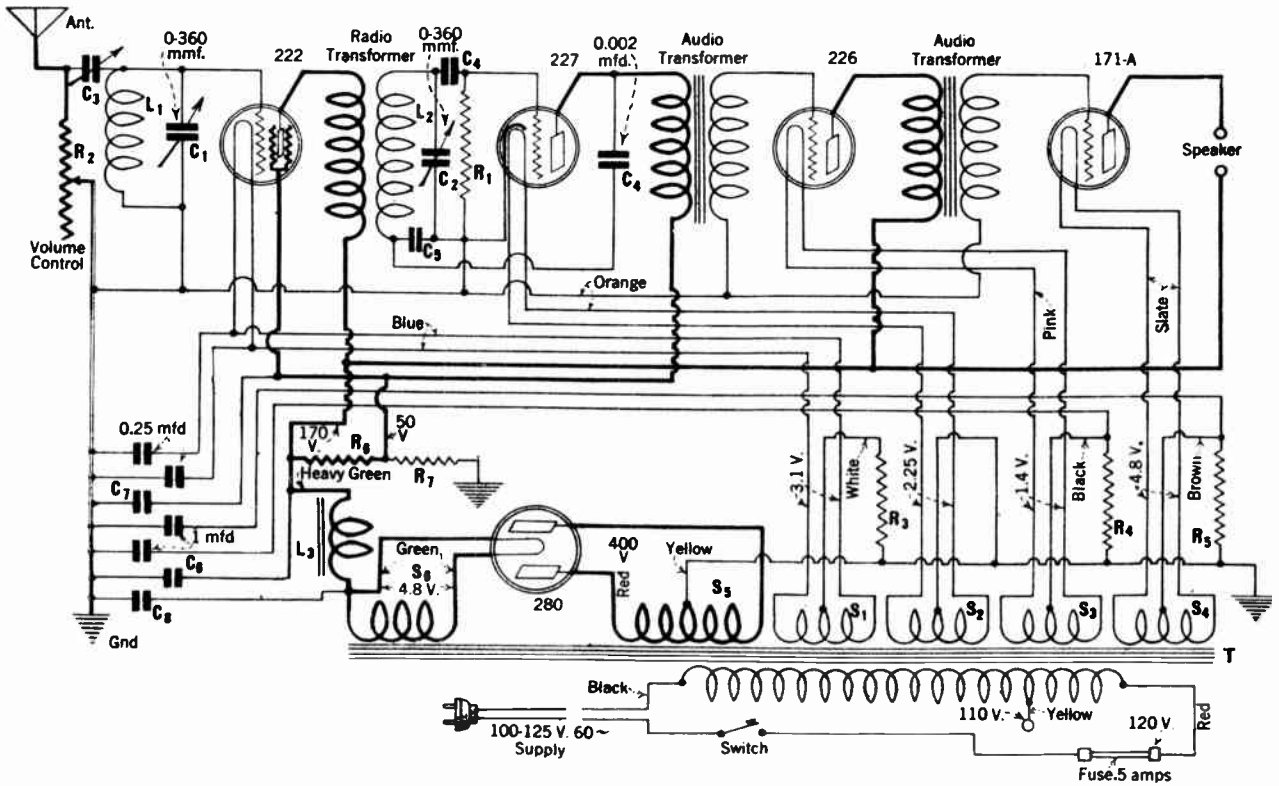 Ant.
0-360
mmf.
222
Radio
Transformer
0-360
mmf.
C4
227
0.002
mfd.
Audio
Transformer
226
Audio
Transformer
171-A
C3
L1
C1
R2
L2
C2
R1
C4
C5
Speaker
Volume
Control
Orange
Blue
Pink
Slate
0.25 mfd
170
V.
R6
50
V
Heavy Green
R7
C7
1 mfd
C6
L3
C8
Gnd
Green
S6
4.8 V.
280
400
V
Red
Yellow
S5
3.1 V.
White
R3
2.25 V.
1.4 V.
Black
R4
4.8 V.
Brown
R5
S1
S2
S3
S4
T
Black
100-125 V. 60~
Supply
Switch
110 V.
Yellow
120 V.
Red
Fuse.5 amps